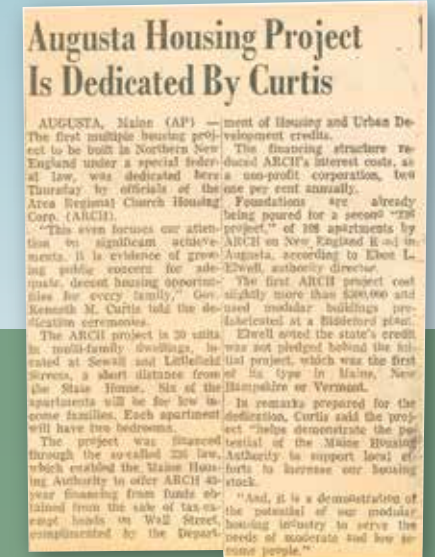 Augusta Housing Project
Is Dedicated By Curtis
AUGUSTA, Maine (AP) —
The first multiple housing proj-
ect to be built in Northern New
England under a special feder-
al law, was dedicated here
Thursday by officials of the
Area Regional Church Housing
Corp. (ARCH).
"This even focuses our atten-
tion on significant achieve-
ments. It is evidence of grow-
ing public concern for ade-
quate, decent housing opportun-
ities for every family," Gov.
Kenneth M. Curtis told the de-
dication ceremonies.
The ARCH project is 20 units
in multi-family dwellings, lo-
cated at Sewall and Littlefield
Streets, a short distance from
the State House. Six of the
apartments will be for low in-
come families. Each apartment
will have two bedrooms.
The project was financed
through the so-called 236 law,
which enabled the Maine Hous-
ing Authority to offer ARCH
year financing from funds ob-
tained from the sale of tax-ex-
empt bonds on Wall Street,
complimented by the Depart-
ment of Housing and Urban De-
velopment credits.
The financing structure re-
duced ARCH's interest costs, as
a non-profit corporation, two
one per cent annually.
Foundations are already
being poured for a second "236
project," of 108 apartments by
ARCH on New England Road in
Augusta, according to Eben L.
Elwell, authority director.
The first ARCH project cost
slightly more than and
used modular buildings pre-
fabricated at a Biddeford plant.
Elwell noted the state's credit
was not pledged behind the ini-
tial project, which was the first
of its type in Maine, New
Hampshire or Vermont.
In remarks prepared for the
dedication, Curtis said the proj-
ect "helps demonstrate the po-
tential of the Maine Housing
Authority to support local ef-
forts to increase our housing
stock.
"And, it is a demonstration of
the potential of our modular
housing industry to serve the
needs of moderate and low in-
come people."